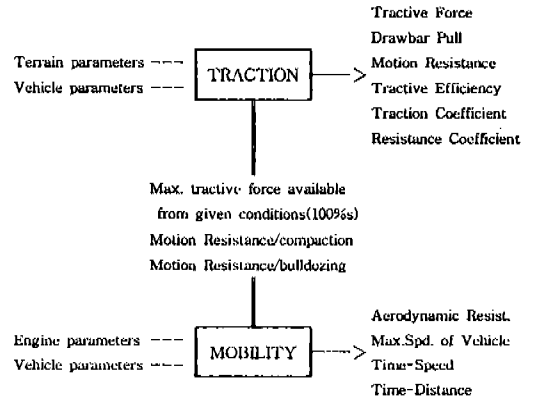 Terrain parameters
Vehicle parameters
TRACTION
Tractive Force
Drawbar Pull
Motion Resistance
Tractive Efficiency
Traction Coefficient
Resistance Coefficient
Max. tractive force available
from given conditions(100%s)
Motion Resistance/compaction
Motion Resistance/bulldozing
Engine parameters
Vehicle parameters
MOBILITY
Aerodynamic Resist.
Max.Spd. of Vehicle
Time-Speed
Time-Distance